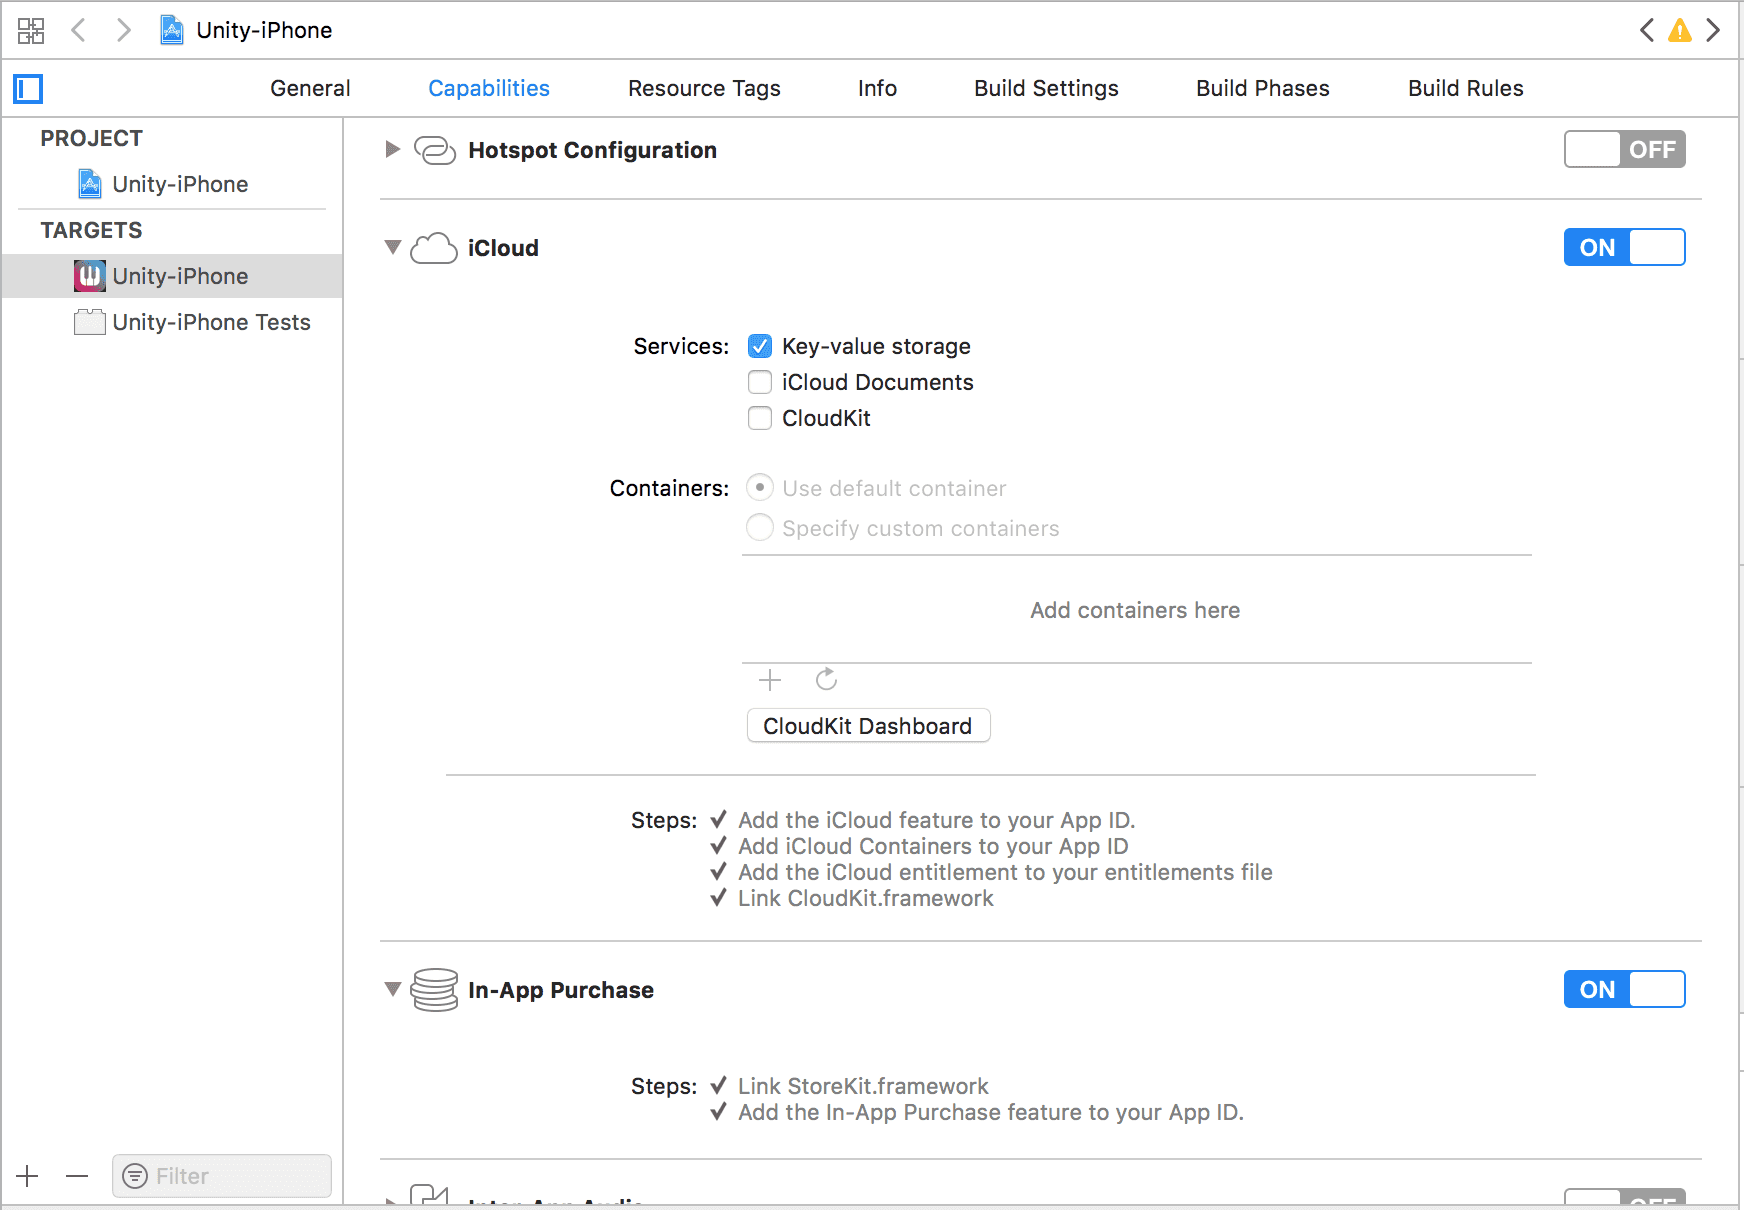 Unity-iPhone
General Capabilities Resource Tags Info Build Settings Build Phases Build Rules
PROJECT
Unity-iPhone
TARGETS
Unity-iPhone
Unity-iPhone Tests
Filter
Hotspot Configuration OFF
iCloud ON
Services: Key-value storage
iCloud Documents
CloudKit
Containers: Use default container
Specify custom containers
Add containers here
CloudKit Dashboard
Steps: ✓ Add the iCloud feature to your App ID.
✓ Add iCloud Containers to your App ID
✓ Add the iCloud entitlement to your entitlements file
✓ Link CloudKit.framework
In-App Purchase ON
Steps: ✓ Link StoreKit.framework
✓ Add the In-App Purchase feature to your App ID.
Inter-App Audio OFF